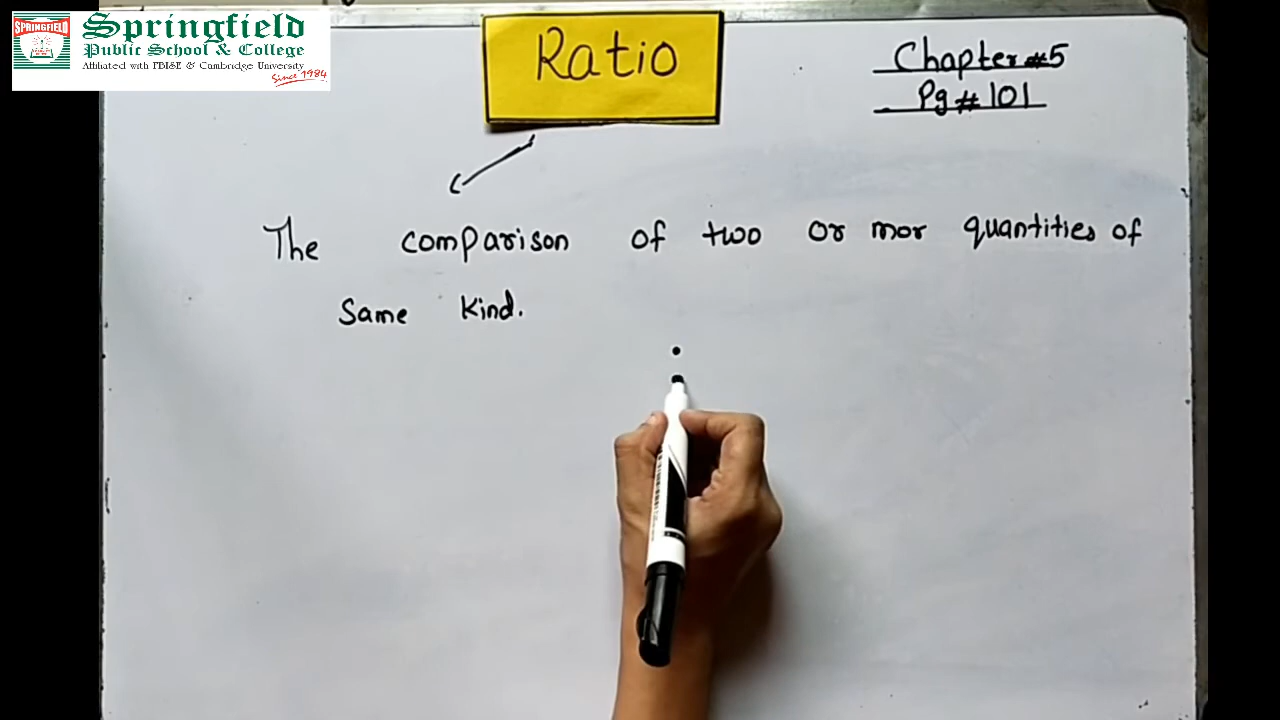 SPRINGFIELD
Springfield
Public School & College
Affiliated with FBISE & Cambridge University
Since 1984
Ratio
Chapter #5
Pg # 101
The comparison of two or mor quantities of
Same Kind.
: